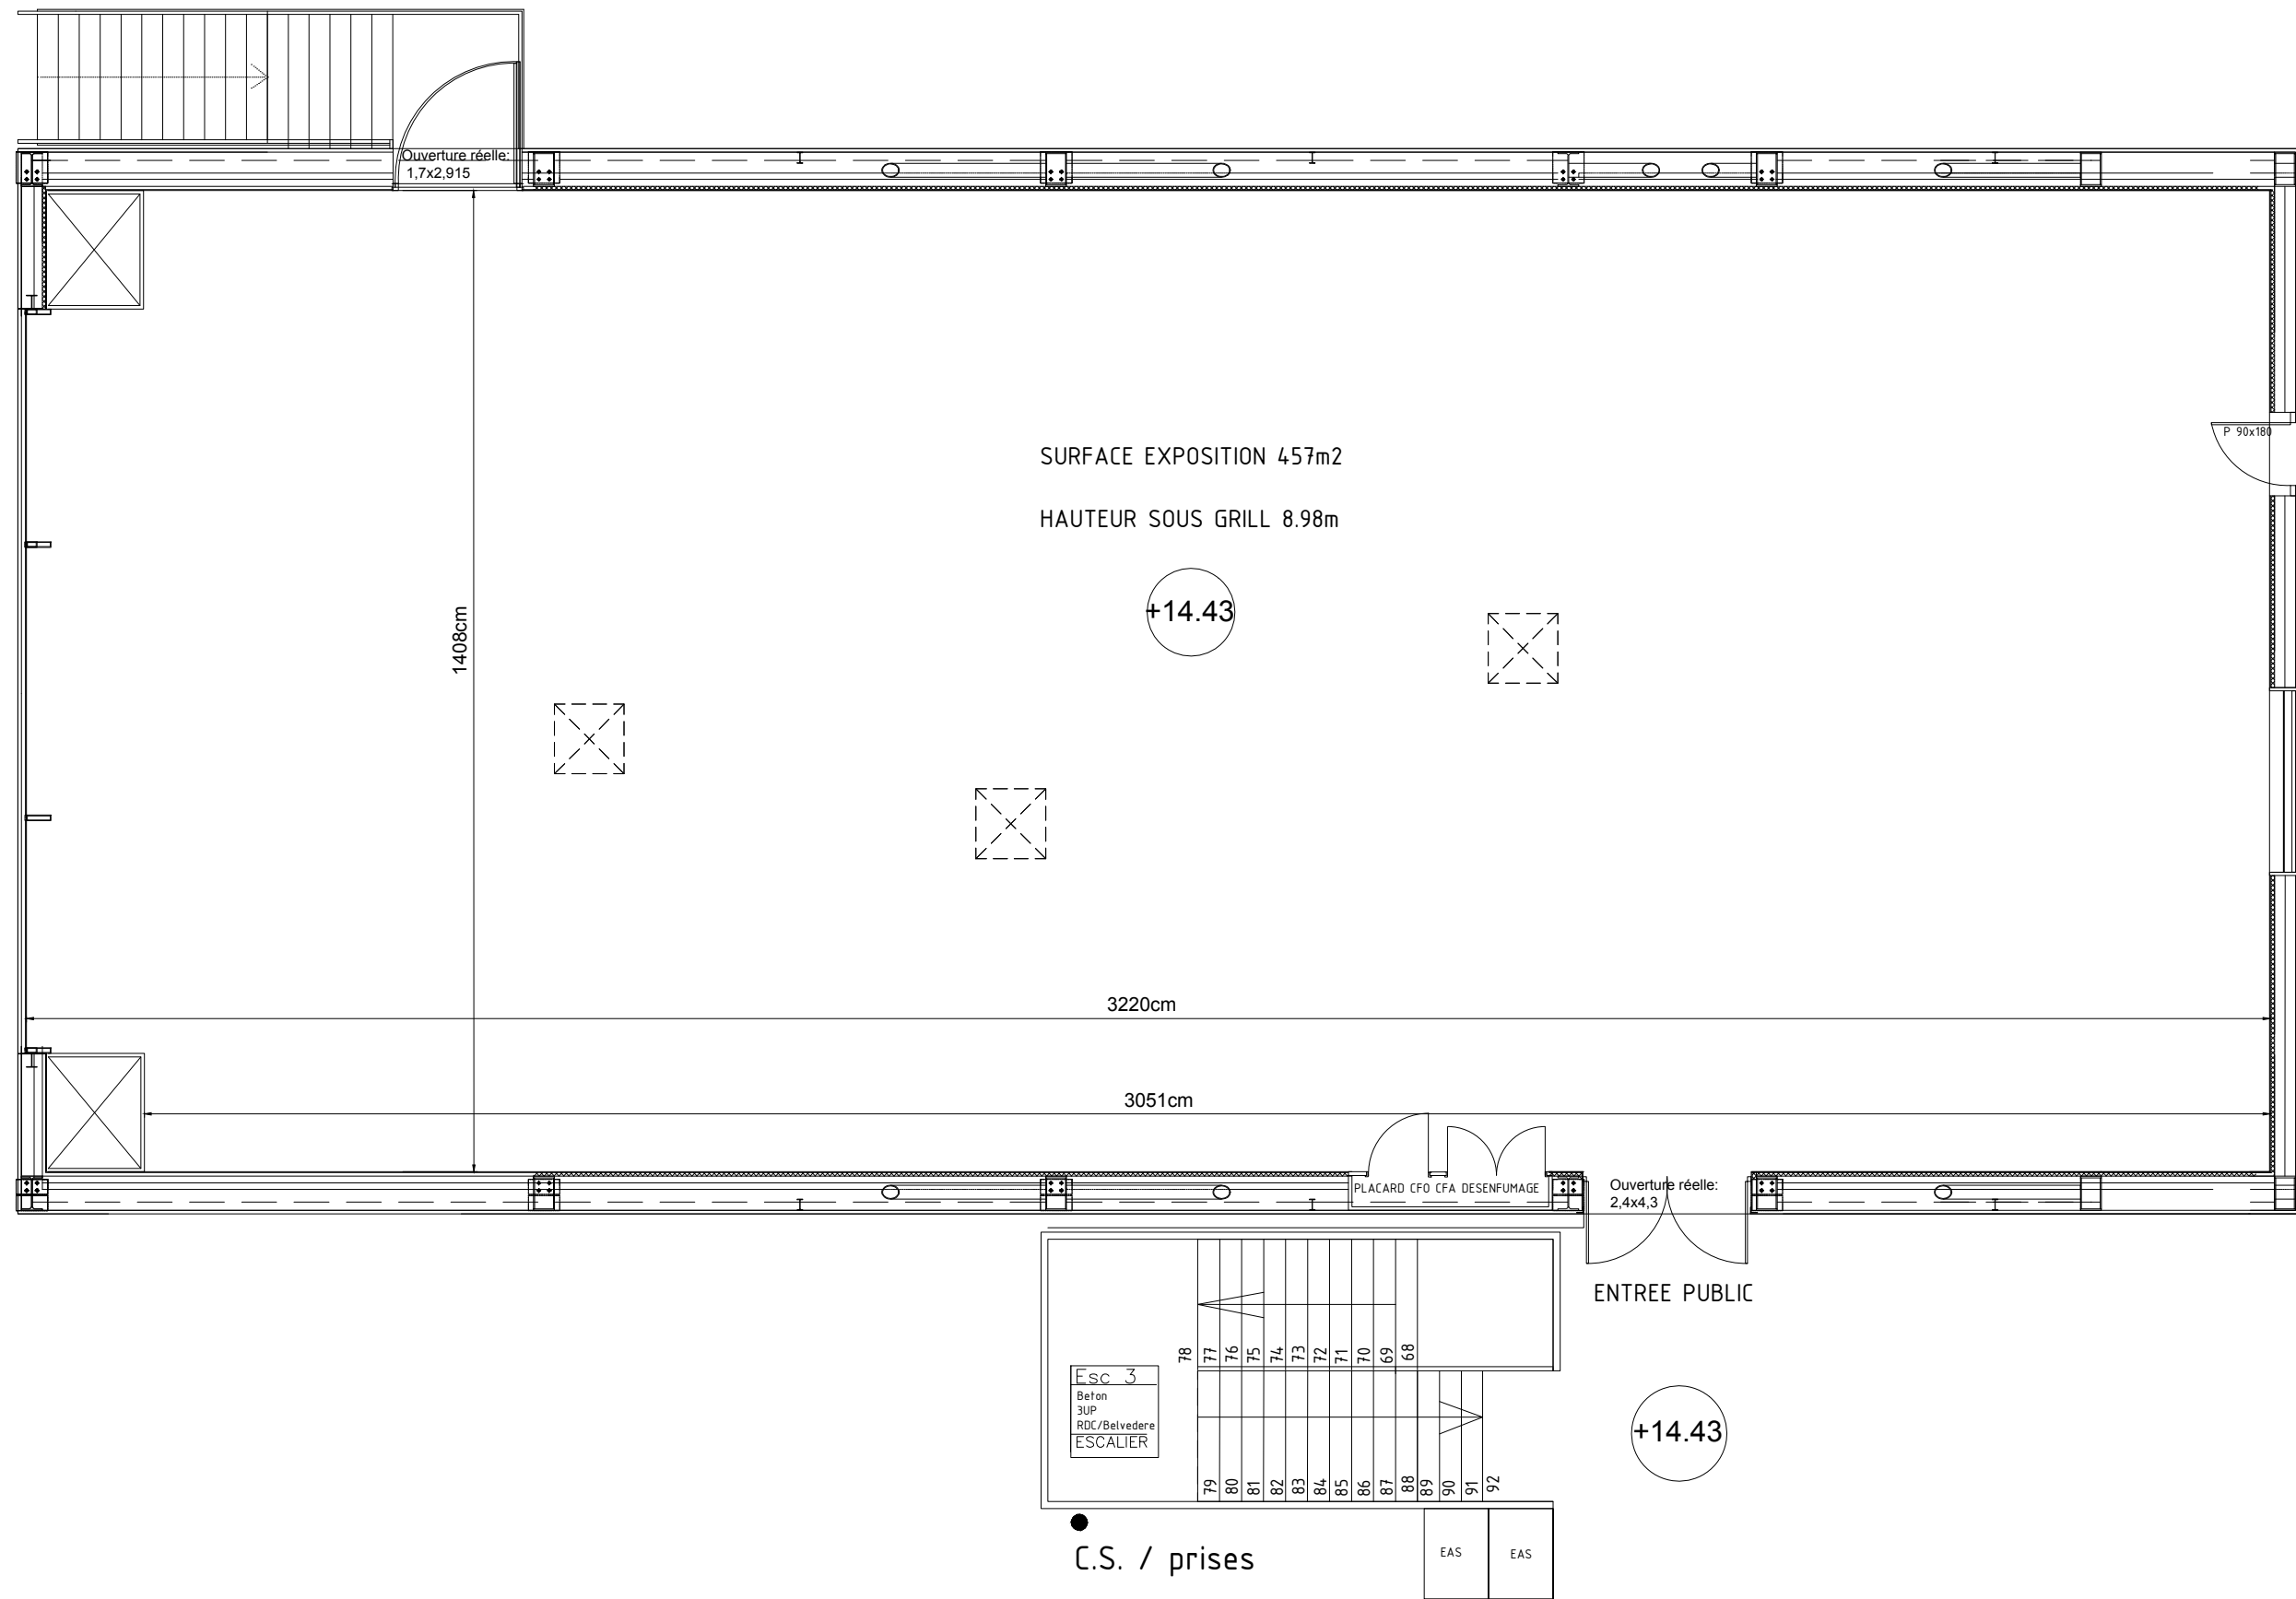 Ouverture réelle:
1,7x2,915
P 90x180
SURFACE EXPOSITION 457m2
HAUTEUR SOUS GRILL 8.98m
+14.43
1408cm
3220cm
3051cm
PLACARD CFO CFA DESENFUMAGE
Ouverture réelle:
2,4x4,3
ENTREE PUBLIC
78 77 76 75 74 73 72 71 70 69 68
Esc 3
Beton
3UP
RDC/Belvedere
ESCALIER
+14.43
79 80 81 82 83 84 85 86 87 88 89 90 91 92
C.S. / prises
EAS EAS